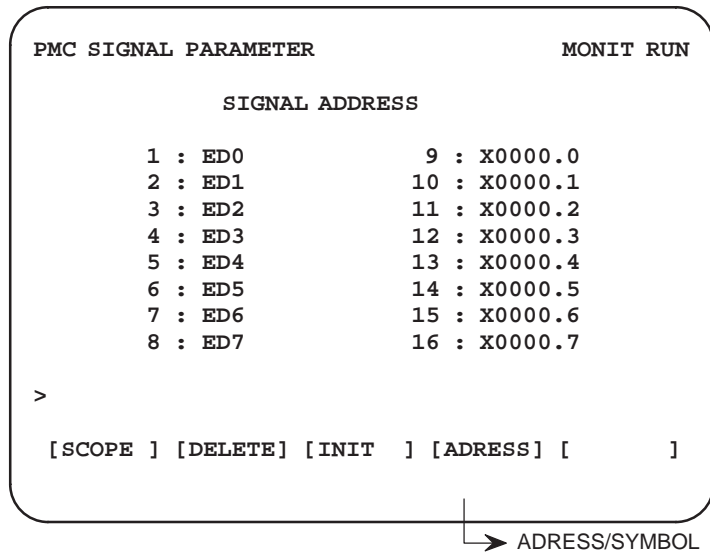 PMC SIGNAL PARAMETER MONIT RUN
SIGNAL ADDRESS
1 : ED0 9 : X0000.0
2 : ED1 10 : X0000.1
3 : ED2 11 : X0000.2
4 : ED3 12 : X0000.3
5 : ED4 13 : X0000.4
6 : ED5 14 : X0000.5
7 : ED6 15 : X0000.6
8 : ED7 16 : X0000.7
>
[SCOPE ] [DELETE] [INIT ] [ADRESS] [ ]
ADRESS/SYMBOL